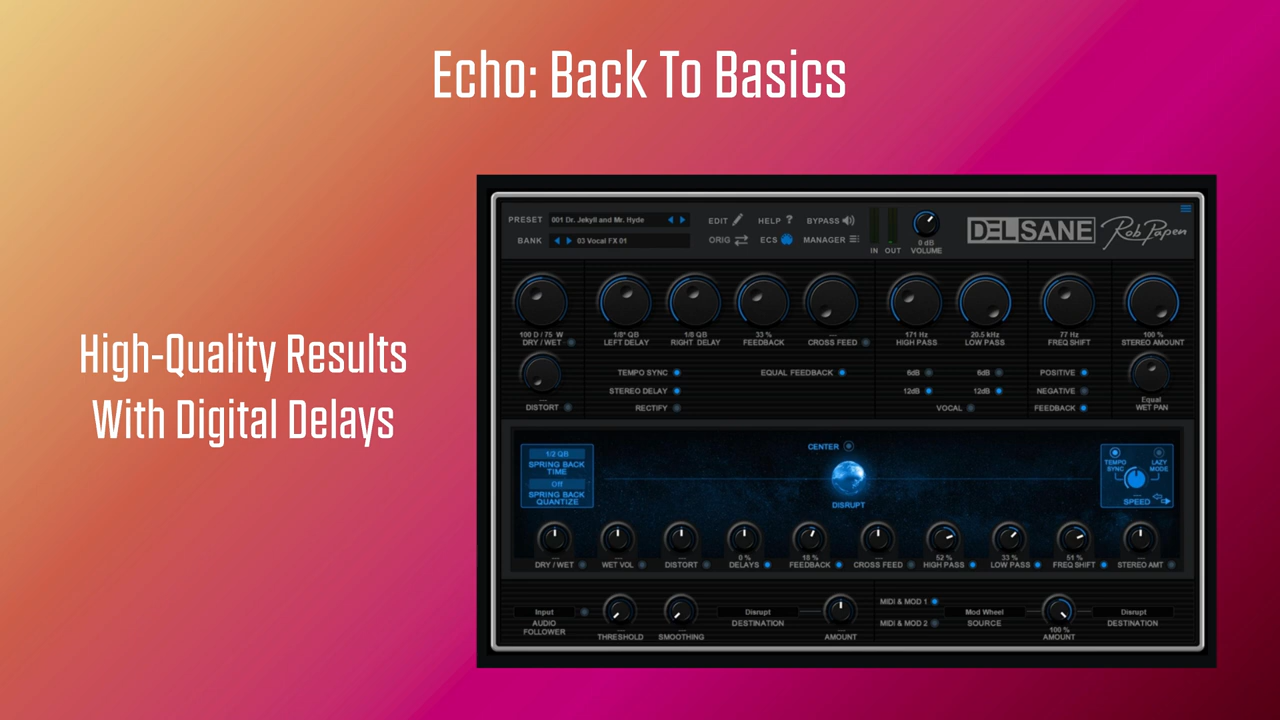 Echo: Back To Basics
High-Quality Results
With Digital Delays
PRESET 001 Dr. Jekyll and Mr. Hyde EDIT HELP ? BYPASS
BANK 03 Vocal FX 01 ORIG ECS MANAGER
IN OUT 0 dB VOLUME
DELSANE Rob Papen
100 D / 75 W 1/8* QB 1/8 QB 33 % --- 171 Hz 20.5 kHz 77 Hz 100 %
DRY / WET LEFT DELAY RIGHT DELAY FEEDBACK CROSS FEED HIGH PASS LOW PASS FREQ SHIFT STEREO AMOUNT
TEMPO SYNC EQUAL FEEDBACK 6dB 6dB POSITIVE
STEREO DELAY 12dB 12dB NEGATIVE
--- Equal
DISTORT RECTIFY VOCAL FEEDBACK WET PAN
CENTER
1/2 QB
SPRING BACK
TIME
Off
SPRING BACK
QUANTIZE
DISRUPT
TEMPO SYNC LAZY MODE
---
SPEED
--- --- --- 0 % 18 % --- 52 % 33 % 51 % ---
DRY / WET WET VOL DISTORT DELAYS FEEDBACK CROSS FEED HIGH PASS LOW PASS FREQ SHIFT STEREO AMT
Input
AUDIO
FOLLOWER
---
THRESHOLD
---
SMOOTHING
Disrupt
DESTINATION
---
AMOUNT
MIDI & MOD 1
MIDI & MOD 2
Mod Wheel
SOURCE
100 %
AMOUNT
Disrupt
DESTINATION